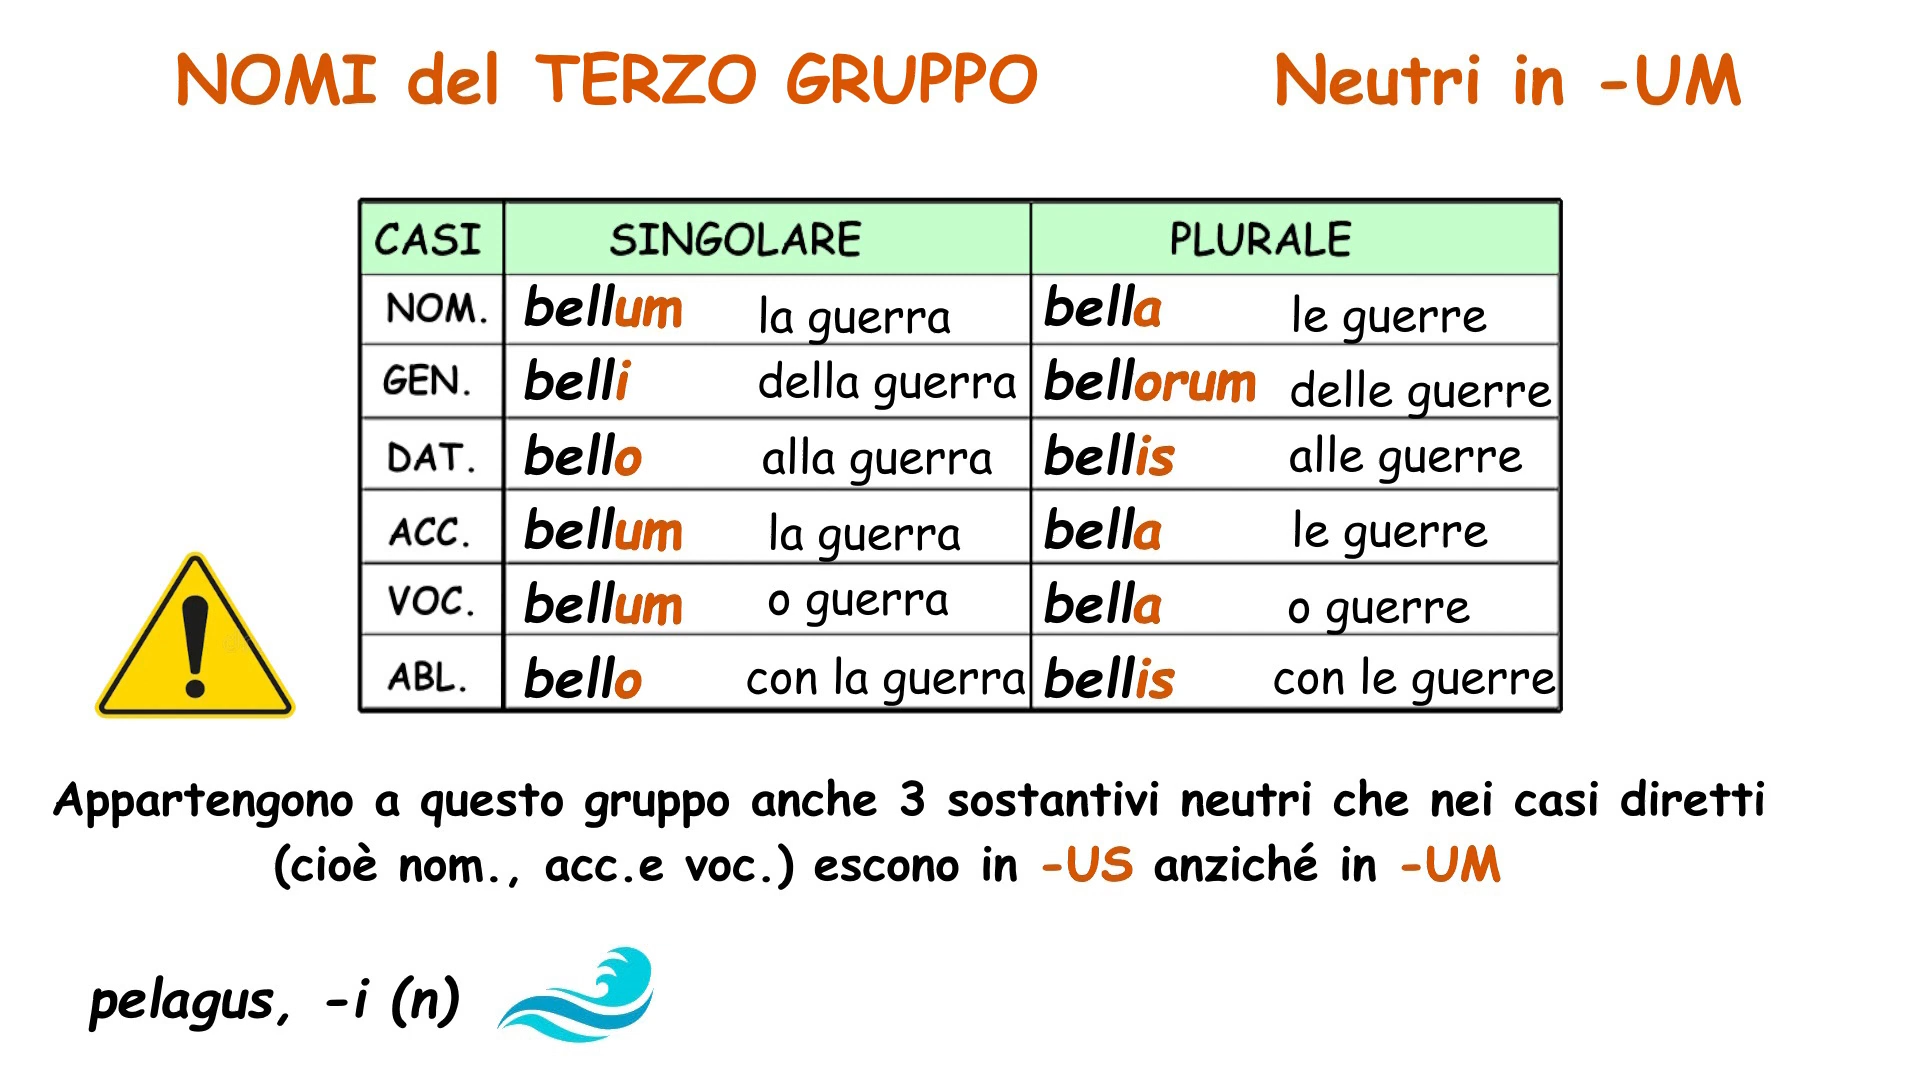 NOMI del TERZO GRUPPO Neutri in -UM
CASI SINGOLARE PLURALE
NOM. bellum la guerra bella le guerre
GEN. belli della guerra bellorum delle guerre
DAT. bello alla guerra bellis alle guerre
ACC. bellum la guerra bella le guerre
VOC. bellum o guerra bella o guerre
ABL. bello con la guerra bellis con le guerre
Appartengono a questo gruppo anche 3 sostantivi neutri che nei casi diretti
(cioè nom., acc.e voc.) escono in -US anziché in -UM
pelagus, -i (n)